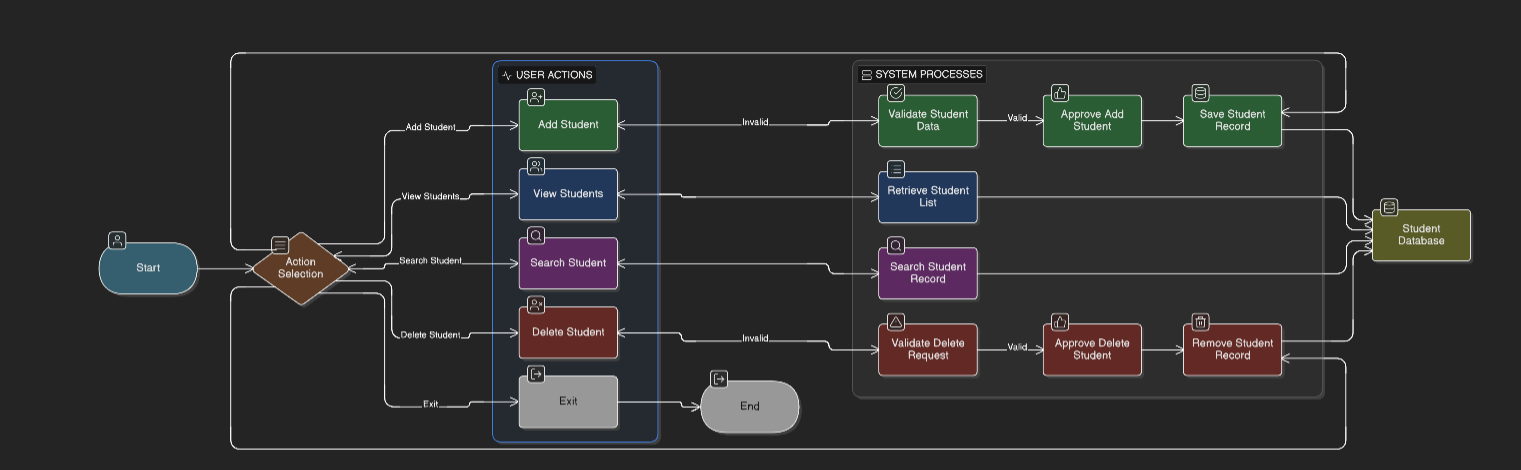 USER ACTIONS
SYSTEM PROCESSES
Add Student
Add Student
Invalid
Validate Student
Data
Valid
Approve Add
Student
Save Student
Record
View Students
View Students
Retrieve Student
List
Start
Action
Selection
Search Student
Search Student
Search Student
Record
Student
Database
Delete Student
Delete Student
Invalid
Validate Delete
Request
Valid
Approve Delete
Student
Remove Student
Record
Exit
Exit
End